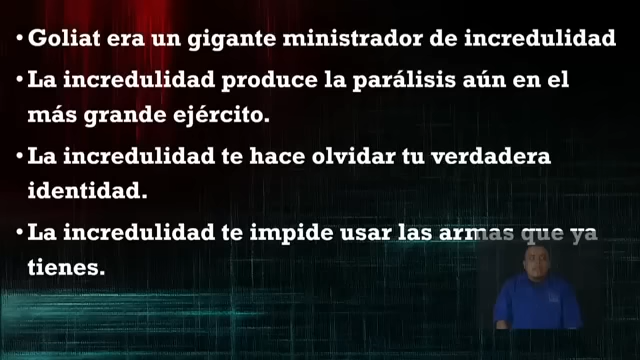 • Goliat era un gigante ministrador de incredulidad
• La incredulidad produce la parálisis aún en el
más grande ejército.
• La incredulidad te hace olvidar tu verdadera
identidad.
• La incredulidad te impide usar las armas que ya
tienes.